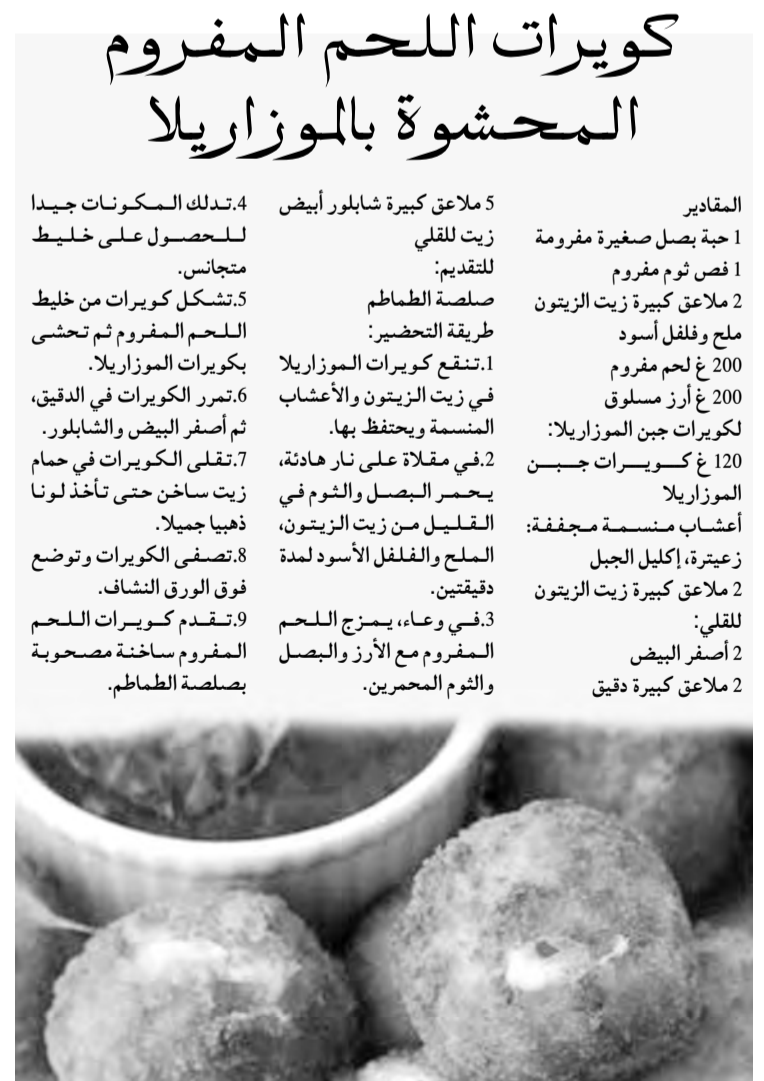 كويرات اللحم المفروم
المحشوة بالموزاريلا
المقادير
1 حبة بصل صغيرة مفرومة
1 فص ثوم مفروم
2 ملاعق كبيرة زيت الزيتون
ملح وفلفل أسود
200 غ لحم مفروم
200 غ أرز مسلوق
لكويرات جبن الموزاريلا:
120 غ كويرات جبن
الموزاريلا
أعشاب منسمة مجففة:
زعيترة، إكليل الجبل
2 ملاعق كبيرة زيت الزيتون
للقلي:
2 أصفر البيض
2 ملاعق كبيرة دقيق
5 ملاعق كبيرة شابلور أبيض
زيت للقلي
للتقديم:
صلصة الطماطم
طريقة التحضير:
1.تنقع كويرات الموزاريلا
في زيت الزيتون والأعشاب
المنسمة ويحتفظ بها.
2.في مقلاة على نار هادئة،
يحمر البصل والثوم في
القليل من زيت الزيتون،
الملح والفلفل الأسود لمدة
دقيقتين.
3.في وعاء، يمزج اللحم
المفروم مع الأرز والبصل
والثوم المحمرين.
4.تدلك المكونات جيدا
للحصول على خليط
متجانس.
5.تشكل كويرات من خليط
اللحم المفروم ثم تحشى
بكويرات الموزاريلا.
6.تمرر الكويرات في الدقيق،
ثم أصفر البيض والشابلور.
7.تقلى الكويرات في حمام
زيت ساخن حتى تأخذ لونا
ذهبيا جميلا.
8.تصفى الكويرات وتوضع
فوق الورق النشاف.
9.تقدم كويرات اللحم
المفروم ساخنة مصحوبة
بصلصة الطماطم.